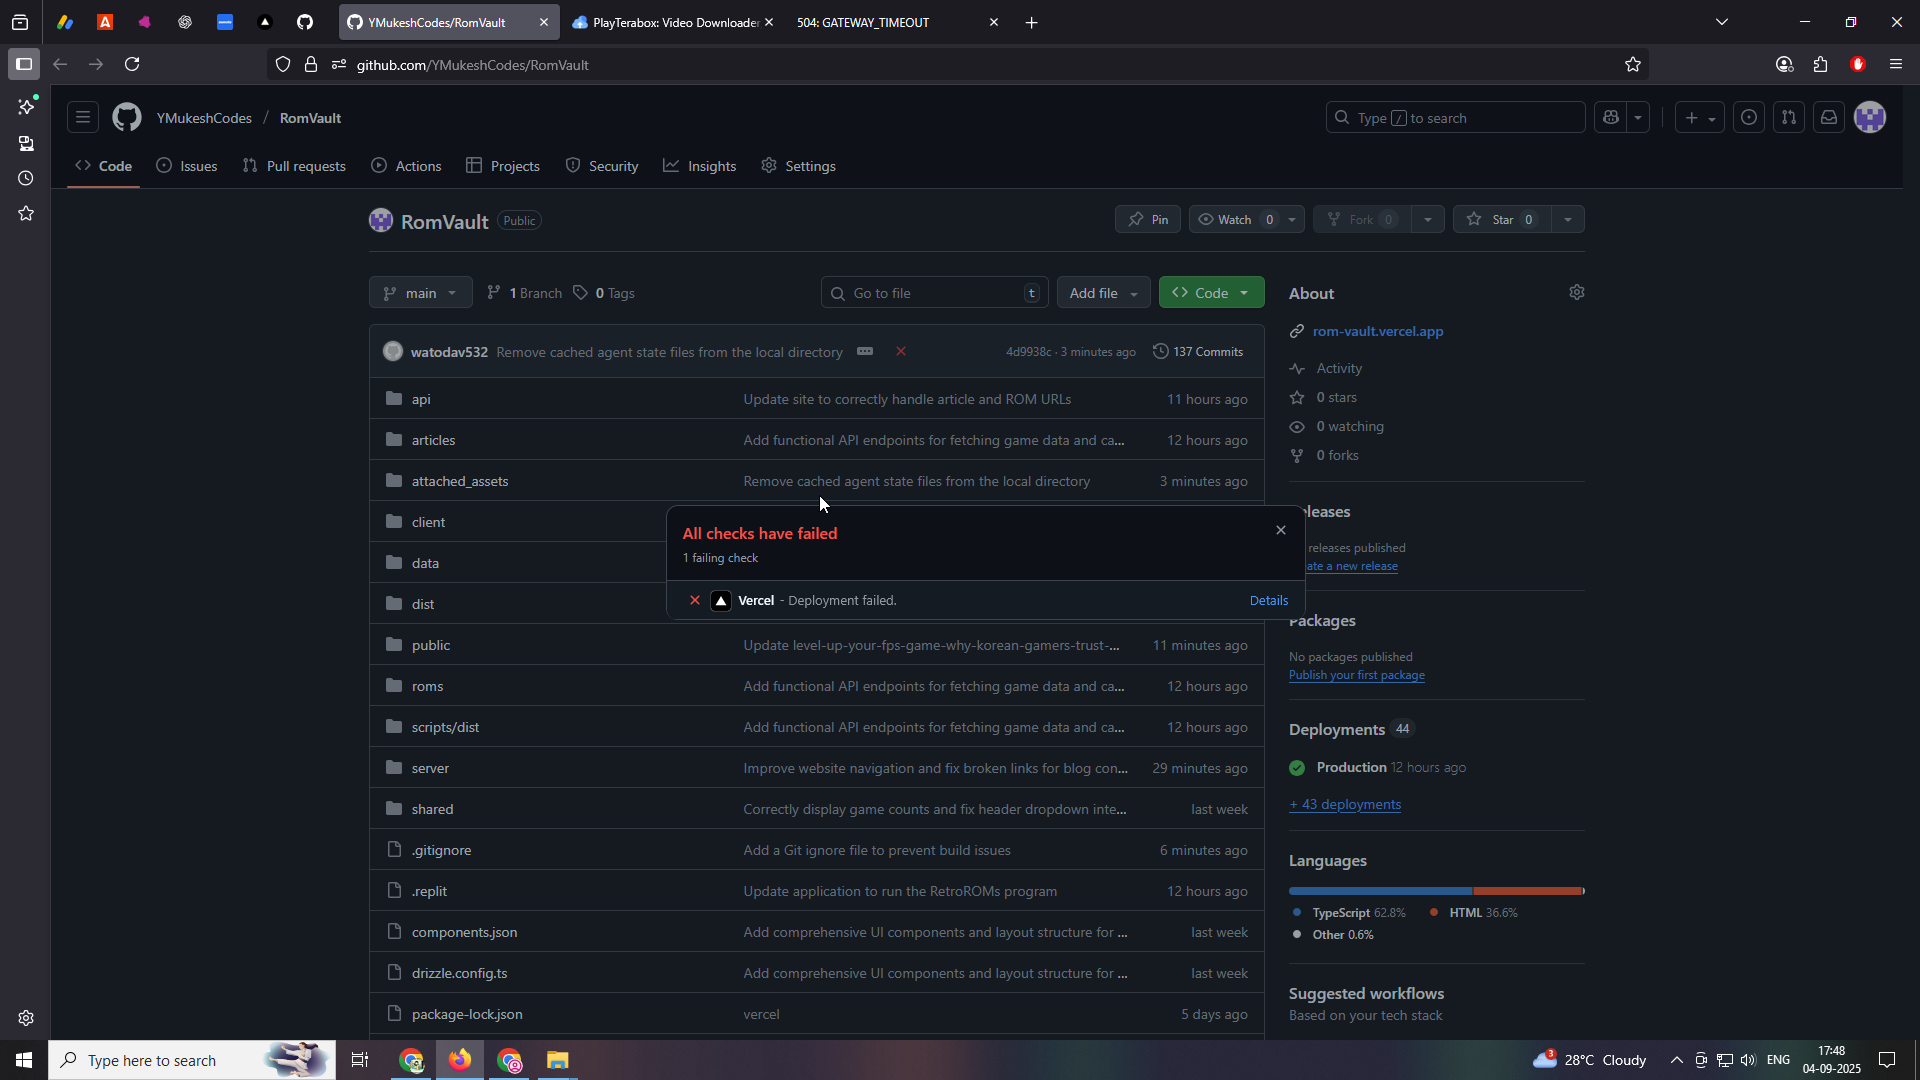 YMukeshCodes/RomVault
PlayTerabox: Video Downloader
504: GATEWAY_TIMEOUT
github.com/YMukeshCodes/RomVault
YMukeshCodes / RomVault
Type / to search
Code
Issues
Pull requests
Actions
Projects
Security
Insights
Settings
RomVault Public
Pin
Watch 0
Fork 0
Star 0
main
1 Branch
0 Tags
Go to file t
Add file
Code
watodav532 Remove cached agent state files from the local directory
4d9938c · 3 minutes ago
137 Commits
api Update site to correctly handle article and ROM URLs 11 hours ago
articles Add functional API endpoints for fetching game data and ca... 12 hours ago
attached_assets Remove cached agent state files from the local directory 3 minutes ago
client
data
dist
All checks have failed
1 failing check
Vercel - Deployment failed. Details
public Update level-up-your-fps-game-why-korean-gamers-trust-... 11 minutes ago
roms Add functional API endpoints for fetching game data and ca... 12 hours ago
scripts/dist Add functional API endpoints for fetching game data and ca... 12 hours ago
server Improve website navigation and fix broken links for blog con... 29 minutes ago
shared Correctly display game counts and fix header dropdown inte... last week
.gitignore Add a Git ignore file to prevent build issues 6 minutes ago
.replit Update application to run the RetroROMs program 12 hours ago
components.json Add comprehensive UI components and layout structure for ... last week
drizzle.config.ts Add comprehensive UI components and layout structure for ... last week
package-lock.json vercel 5 days ago
About
rom-vault.vercel.app
Activity
0 stars
0 watching
0 forks
eleases
releases published
ate a new release
Packages
No packages published
Publish your first package
Deployments 44
Production 12 hours ago
+ 43 deployments
Languages
TypeScript 62.8%
HTML 36.6%
Other 0.6%
Suggested workflows
Based on your tech stack
Type here to search
3
28°C Cloudy
ENG
17:48
04-09-2025